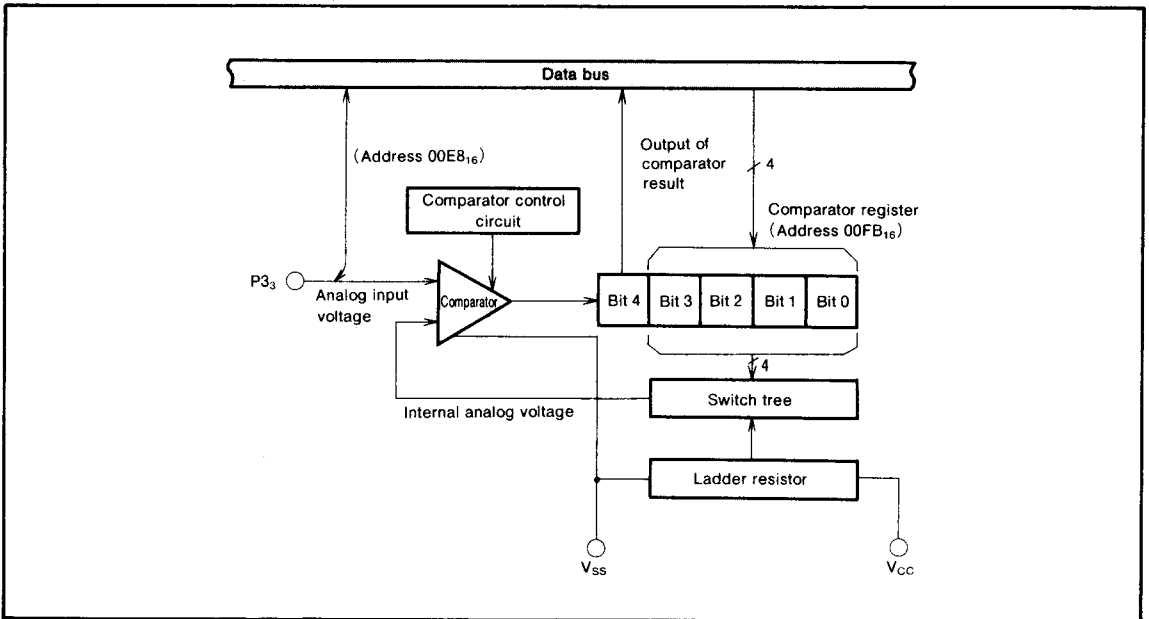 Data bus
(Address 00E8₁₆)
Output of
comparator
result
4
Comparator control
circuit
Comparator register
(Address 00FB₁₆)
P3₃
Analog input
voltage
Comparator
Bit 4
Bit 3
Bit 2
Bit 1
Bit 0
4
Switch tree
Internal analog voltage
Ladder resistor
V_SS
V_CC